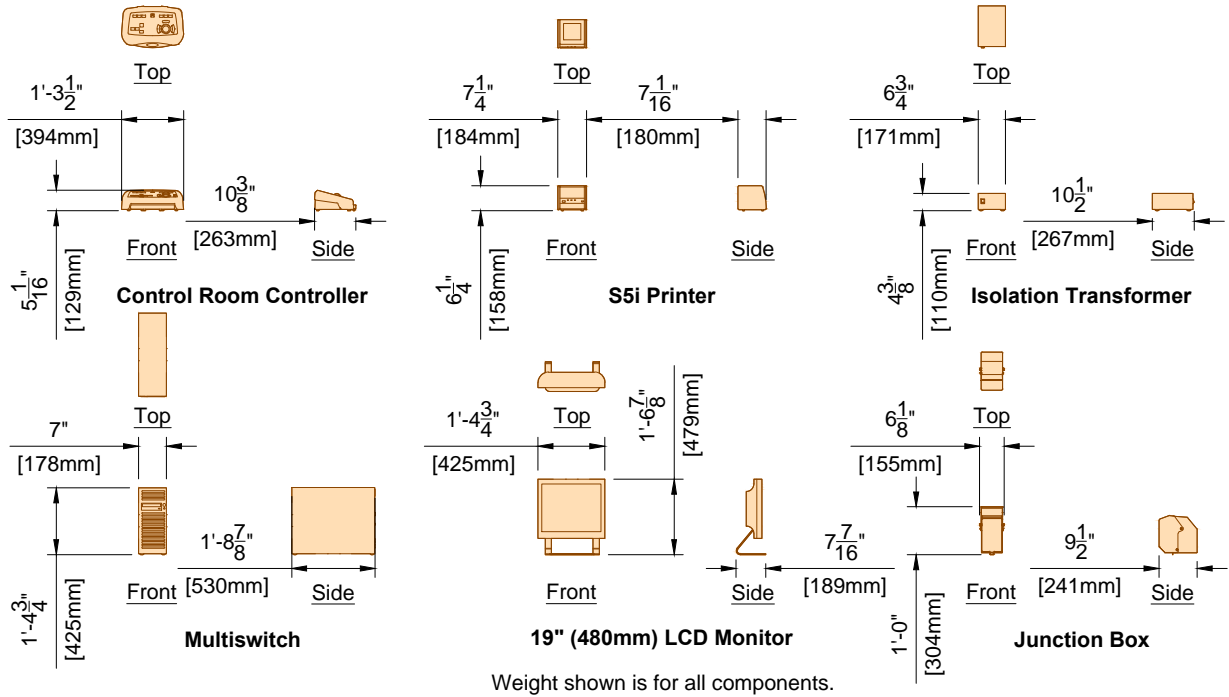 Top
1'-3 1/2"
[394mm]
10 3/8"
[263mm]
5 1/16"
[129mm]
Front
Side
Control Room Controller
Top
7 1/4"
[184mm]
7 1/16"
[180mm]
6 1/4"
[158mm]
Front
Side
S5i Printer
Top
6 3/4"
[171mm]
10 1/2"
[267mm]
4 3/8"
[110mm]
Front
Side
Isolation Transformer
Top
7"
[178mm]
1'-8 7/8"
[530mm]
1'-4 3/4"
[425mm]
Front
Side
Multiswitch
Top
1'-4 3/4"
[425mm]
1'-6 7/8"
[479mm]
7 7/16"
[189mm]
Front
Side
19" (480mm) LCD Monitor
Top
6 1/8"
[155mm]
9 1/2"
[241mm]
1'-0"
[304mm]
Front
Side
Junction Box
Weight shown is for all components.